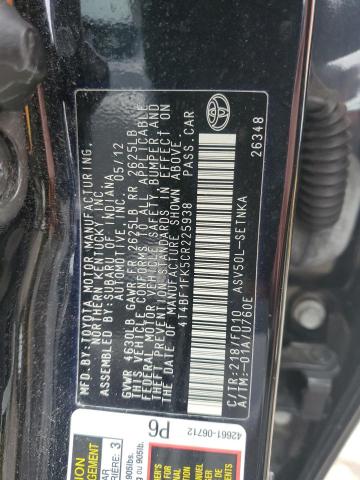 MFD.BY:TOYOTA MOTOR MANUFACTURING,
NORTHERN KENTUCKY, INC.
ASSEMBLED BY SUBARU OF INDIANA
AUTOMOTIVE INC. 05/12
GVWR 4630LB GAWR FR 2625LB RR 2625LB
THIS VEHICLE CONFORMS TO ALL APPLICABLE
FEDERAL MOTOR VEHICLE SAFETY, BUMPER, AND
THEFT PREVENTION STANDARDS IN EFFECT ON
THE DATE OF MANUFACTURE SHOWN ABOVE.
4T4BF1FK5CR225938 PASS.CAR
C/TR:218/FD10 ASV50L-SETNKA
A/TM:-01A/U760E 26348
P6
42661-06712